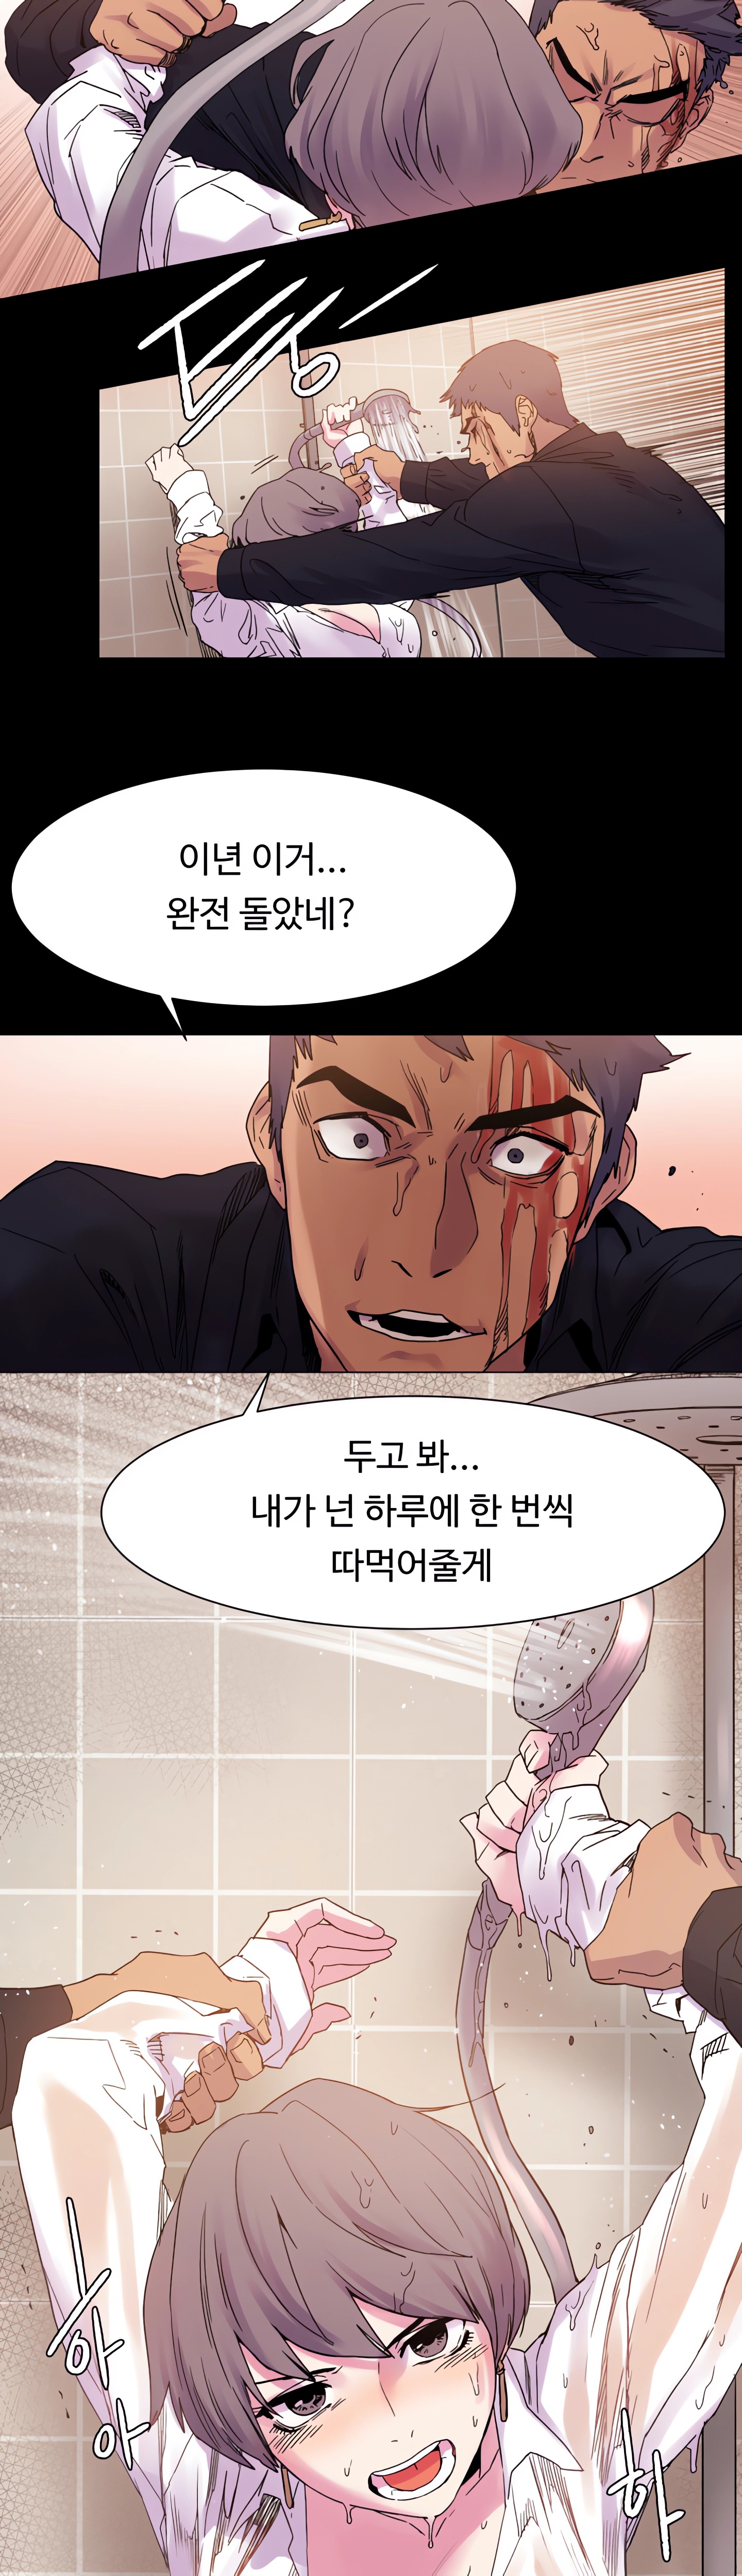 이년 이거...
완전 돌았네?
두고 봐...
내가 넌 하루에 한 번씩
따먹어줄게
하아
하